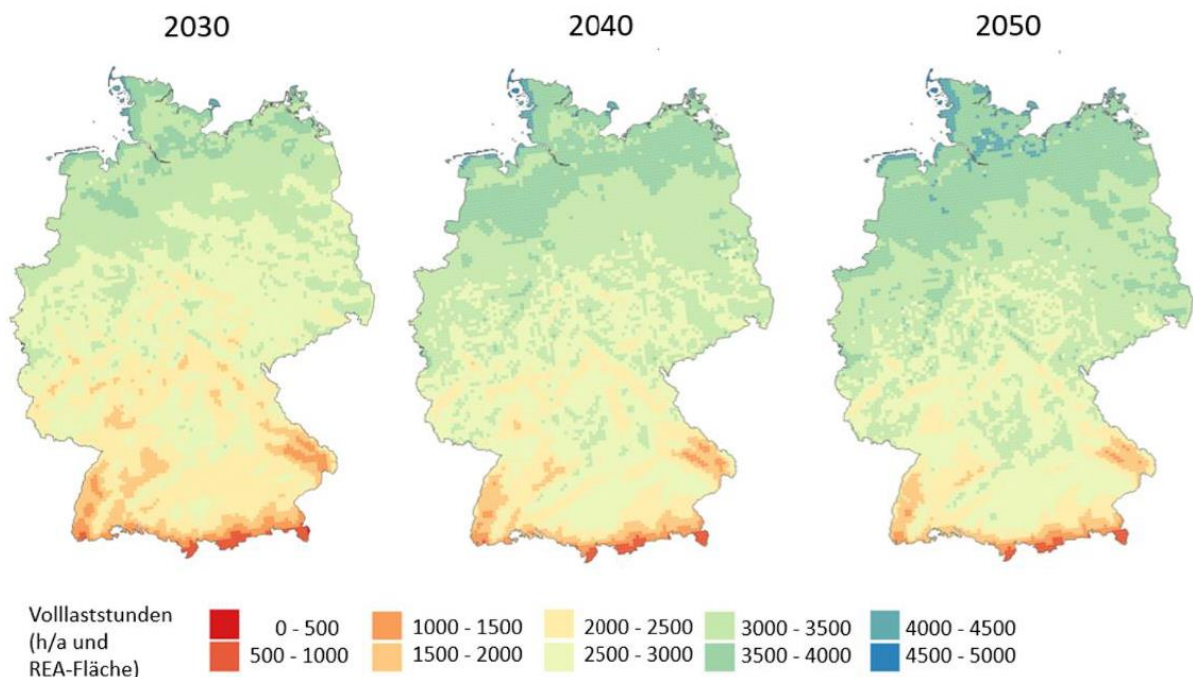 2030 2040 2050
Volllaststunden
(h/a und
REA-Fläche)
0 - 500 1000 - 1500 2000 - 2500 3000 - 3500 4000 - 4500
500 - 1000 1500 - 2000 2500 - 3000 3500 - 4000 4500 - 5000